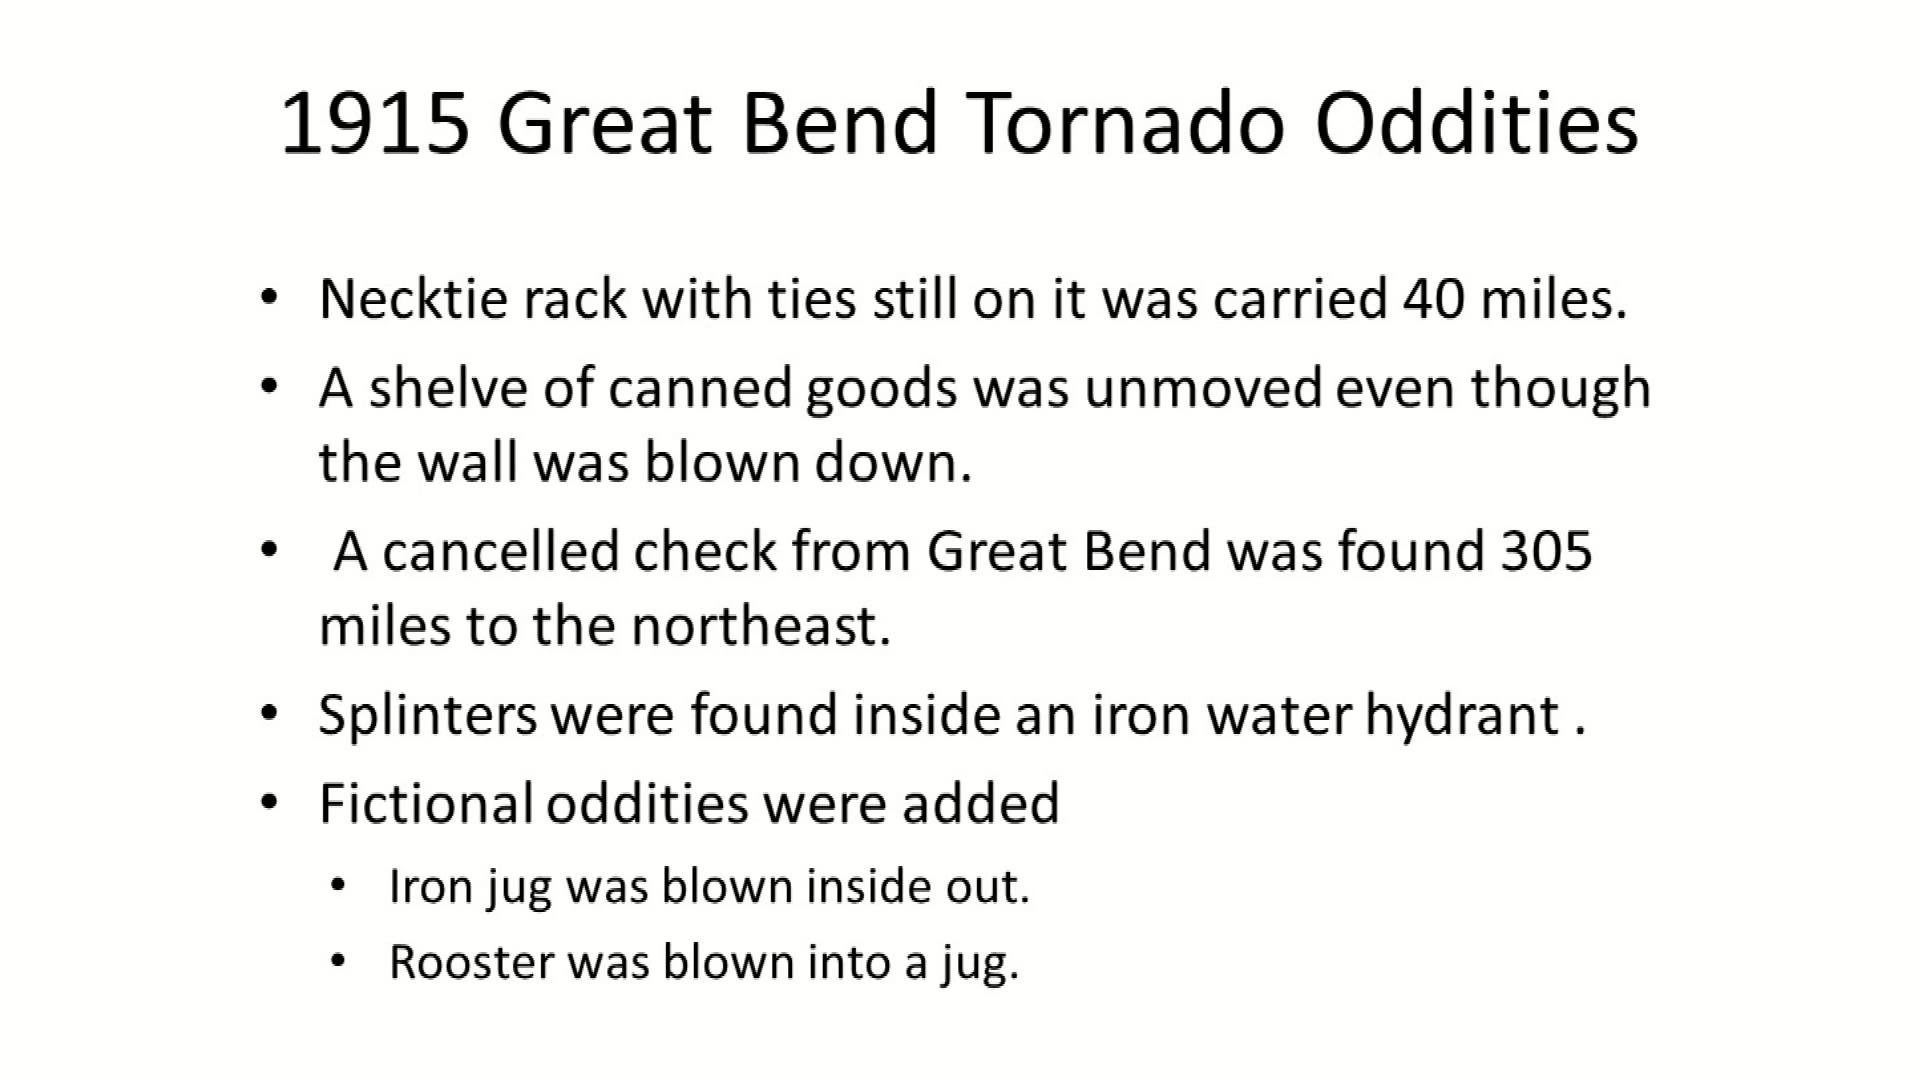 1915 Great Bend Tornado Oddities
• Necktie rack with ties still on it was carried 40 miles.
• A shelve of canned goods was unmoved even though
the wall was blown down.
• A cancelled check from Great Bend was found 305
miles to the northeast.
• Splinters were found inside an iron water hydrant .
• Fictional oddities were added
• Iron jug was blown inside out.
• Rooster was blown into a jug.